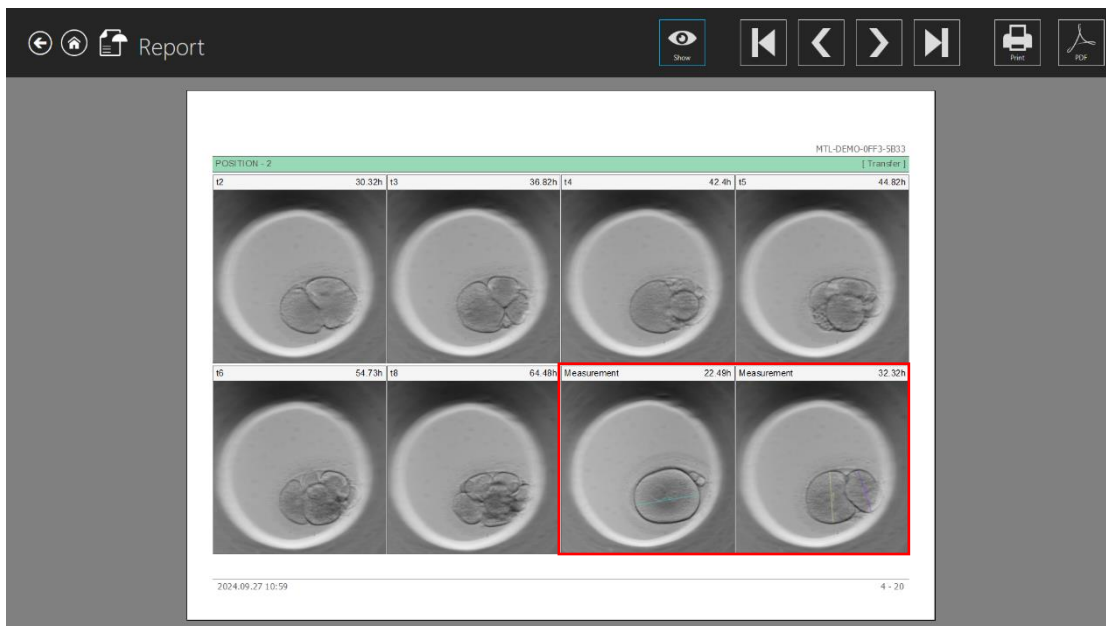 Report
Show
Print
PDF
MTL-DEMO-0FF3-5B33
POSITION - 2 [ Transfer ]
t2 30.32h t3 36.82h t4 42.4h t5 44.82h
t6 54.73h t8 64.48h Measurement 22.49h Measurement 32.32h
2024.09.27 10:59 4 - 20